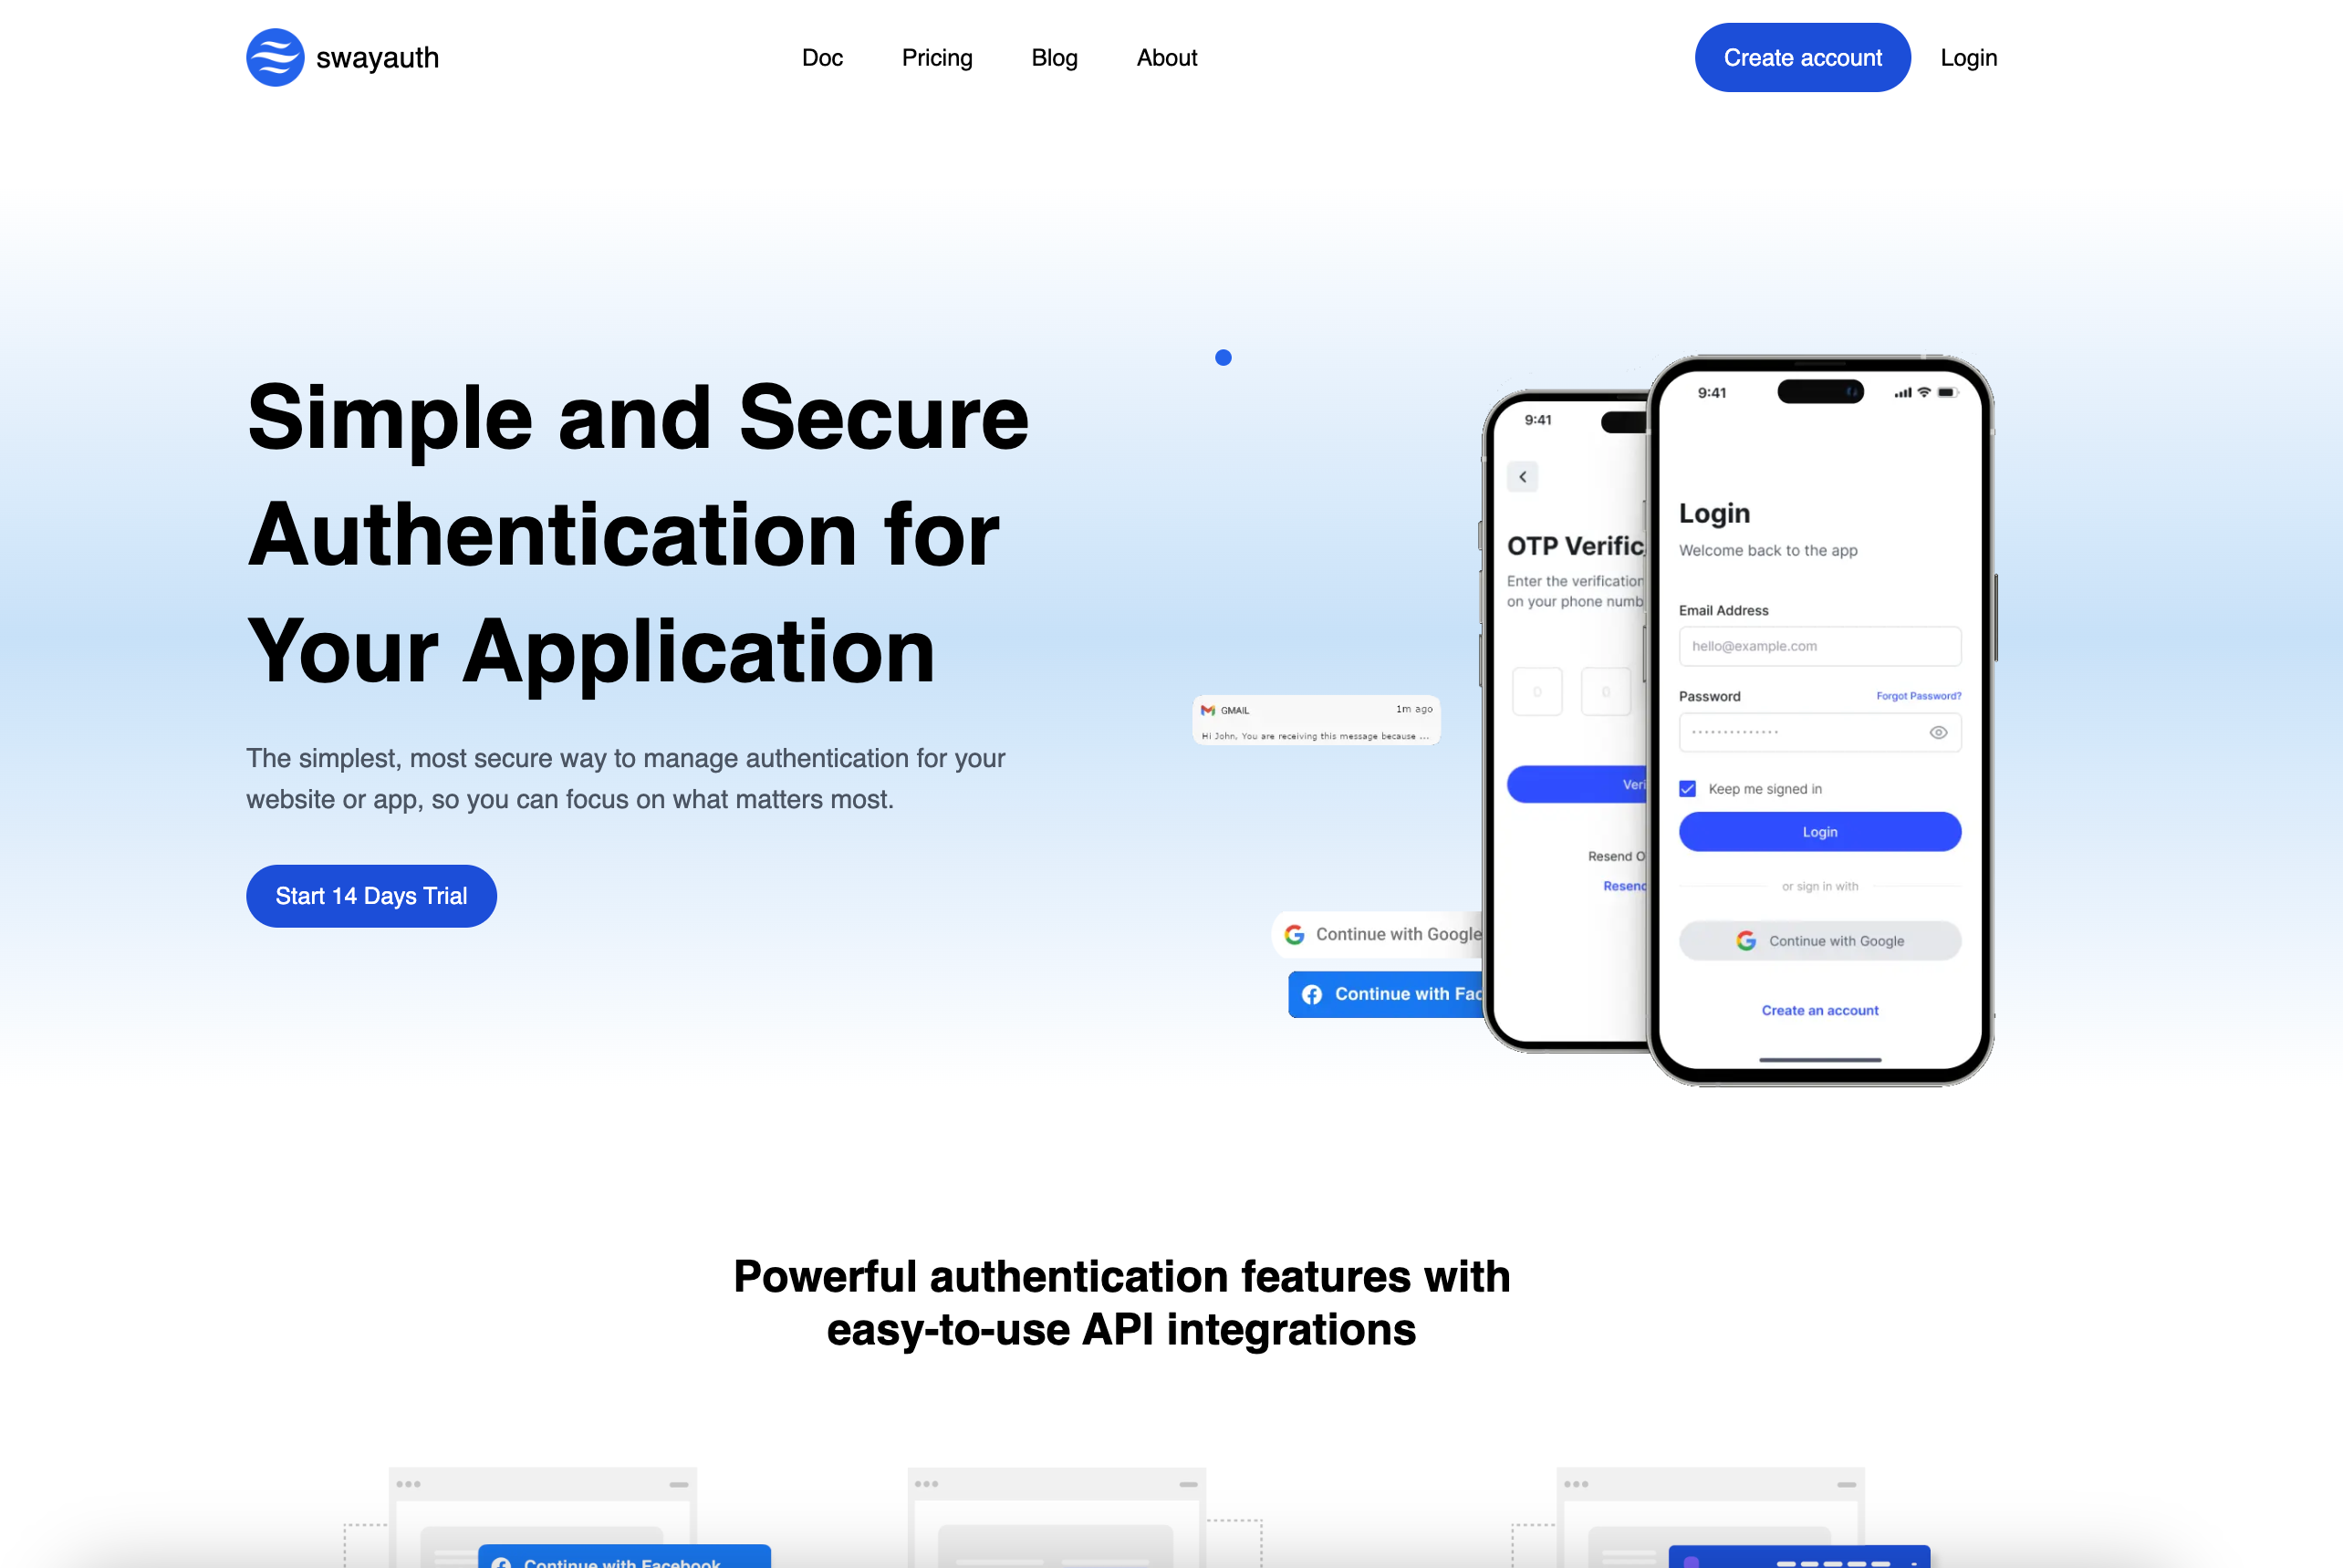 swayauth
Doc
Pricing
Blog
About
Create account
Login
Simple and Secure
Authentication for
Your Application
The simplest, most secure way to manage authentication for your
website or app, so you can focus on what matters most.
Start 14 Days Trial
GMAIL
1m ago
Hi John, You are receiving this message because ...
Continue with Google
Continue with Fac
9:41
OTP Verific
Enter the verification
on your phone numb
0
0
Veri
Resend O
Resend
9:41
Login
Welcome back to the app
Email Address
hello@example.com
Password
Forgot Password?
Keep me signed in
Login
or sign in with
Continue with Google
Create an account
Powerful authentication features with
easy-to-use API integrations
Continue with Facebook